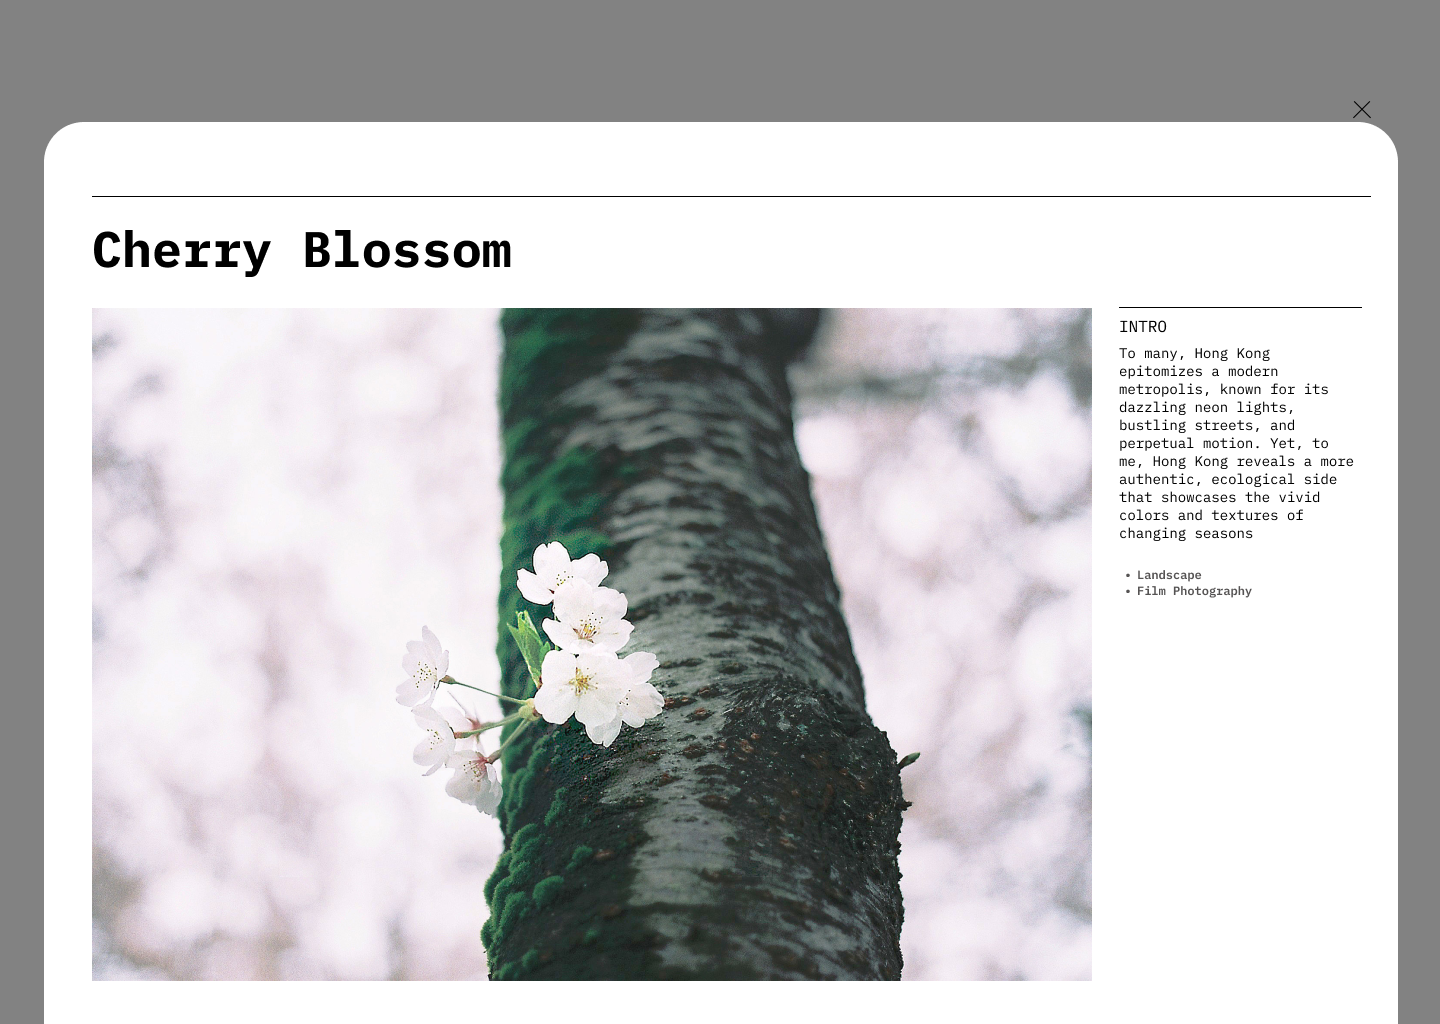 Cherry Blossom
INTRO
To many, Hong Kong
epitomizes a modern
metropolis, known for its
dazzling neon lights,
bustling streets, and
perpetual motion. Yet, to
me, Hong Kong reveals a more
authentic, ecological side
that showcases the vivid
colors and textures of
changing seasons
• Landscape
• Film Photography